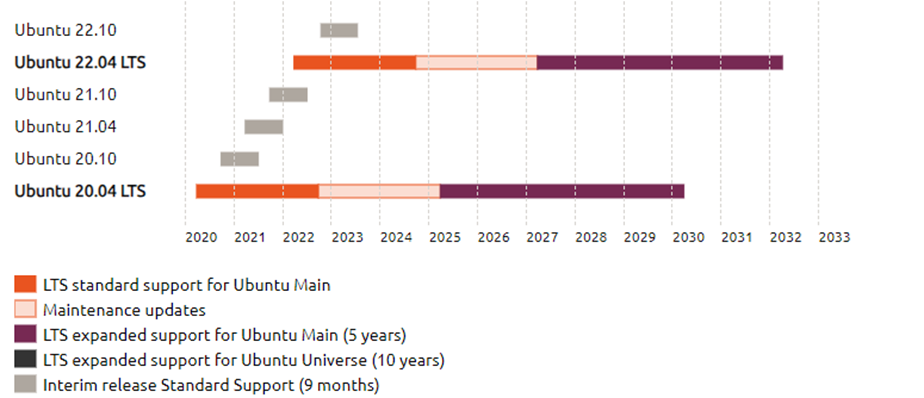 Ubuntu 22.10
Ubuntu 22.04 LTS
Ubuntu 21.10
Ubuntu 21.04
Ubuntu 20.10
Ubuntu 20.04 LTS
2020 2021 2022 2023 2024 2025 2026 2027 2028 2029 2030 2031 2032 2033
LTS standard support for Ubuntu Main
Maintenance updates
LTS expanded support for Ubuntu Main (5 years)
LTS expanded support for Ubuntu Universe (10 years)
Interim release Standard Support (9 months)